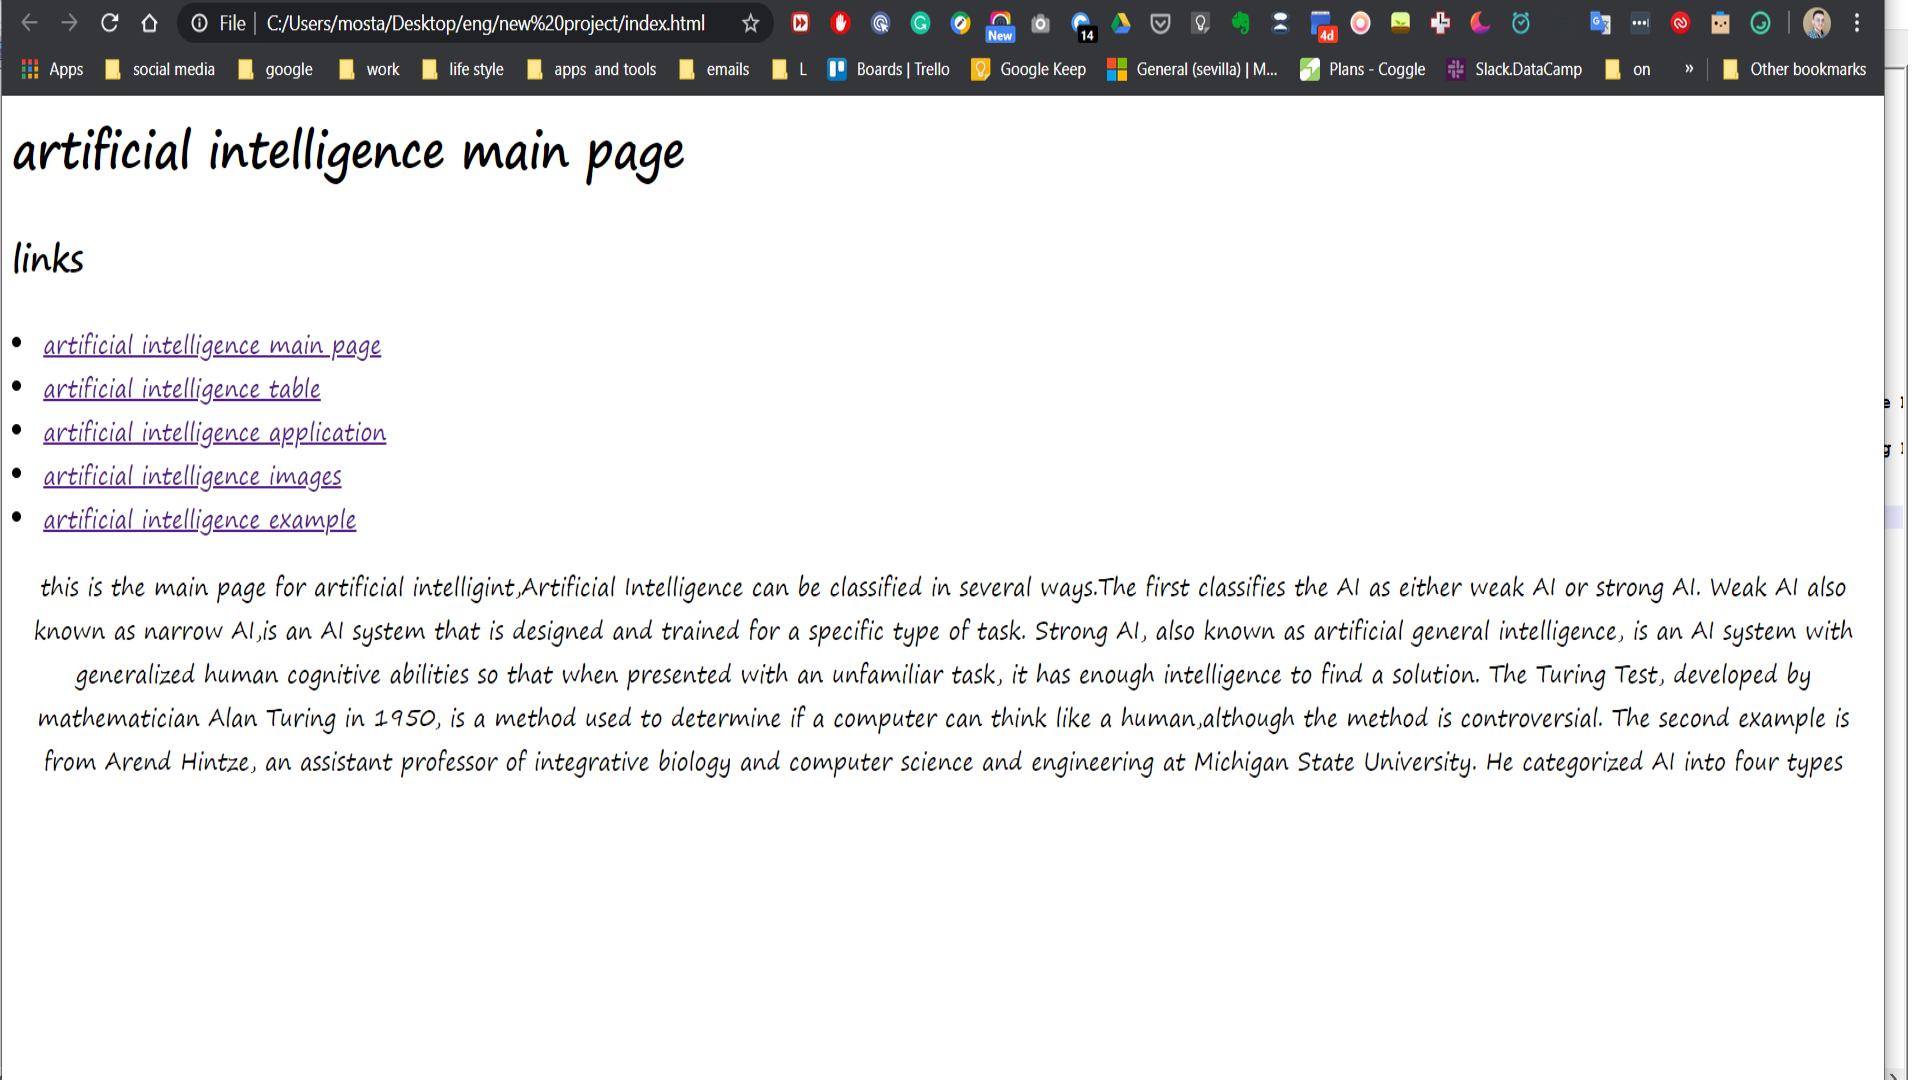 File C:/Users/mosta/Desktop/eng/new%20project/index.html New 14 4d
Apps social media google work life style apps and tools emails L Boards | Trello Google Keep General (sevilla) | M... Plans - Coggle Slack.DataCamp on » Other bookmarks
artificial intelligence main page
links
artificial intelligence main page
artificial intelligence table
artificial intelligence application
artificial intelligence images
artificial intelligence example
this is the main page for artificial intelligint,Artificial Intelligence can be classified in several ways.The first classifies the AI as either weak AI or strong AI. Weak AI also
known as narrow AI,is an AI system that is designed and trained for a specific type of task. Strong AI, also known as artificial general intelligence, is an AI system with
generalized human cognitive abilities so that when presented with an unfamiliar task, it has enough intelligence to find a solution. The Turing Test, developed by
mathematician Alan Turing in 1950, is a method used to determine if a computer can think like a human,although the method is controversial. The second example is
from Arend Hintze, an assistant professor of integrative biology and computer science and engineering at Michigan State University. He categorized AI into four types